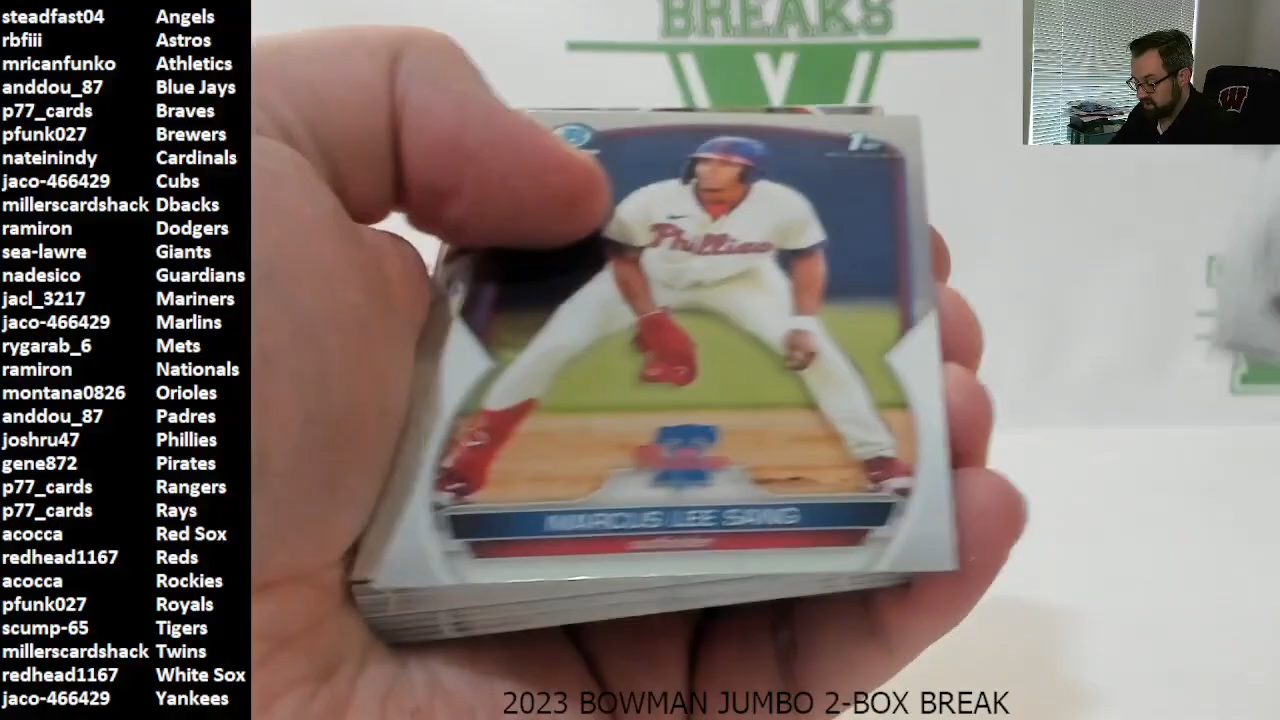 steadfast04 Angels
rbfiii Astros
mricanfunko Athletics
anddou_87 Blue Jays
p77_cards Braves
pfunk027 Brewers
nateinindy Cardinals
jaco-466429 Cubs
millerscardshack Dbacks
ramiron Dodgers
sea-lawre Giants
nadesico Guardians
jacl_3217 Mariners
jaco-466429 Marlins
rygarab_6 Mets
ramiron Nationals
montana0826 Orioles
anddou_87 Padres
joshru47 Phillies
gene872 Pirates
p77_cards Rangers
p77_cards Rays
acocca Red Sox
redhead1167 Reds
acocca Rockies
pfunk027 Royals
scump-65 Tigers
millerscardshack Twins
redhead1167 White Sox
jaco-466429 Yankees
BREAKS
W
1st
Phillies
MARCUS LEE SANG
2023 BOWMAN JUMBO 2-BOX BREAK